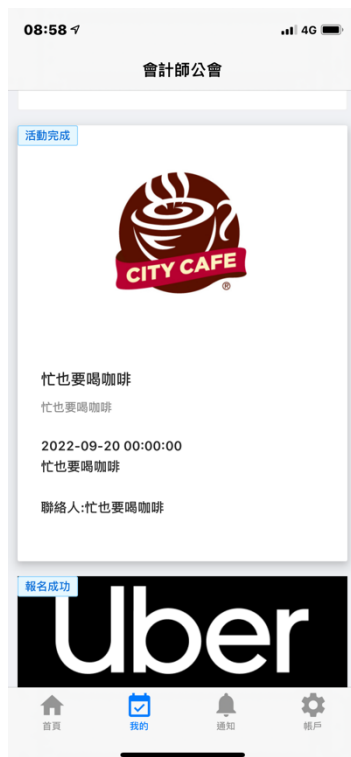 08:58
4G
會計師公會
活動完成
CITY CAFE
®
忙也要喝咖啡
忙也要喝咖啡
2022-09-20 00:00:00
忙也要喝咖啡
聯絡人:忙也要喝咖啡
報名成功
Uber
首頁 我的 通知 帳戶